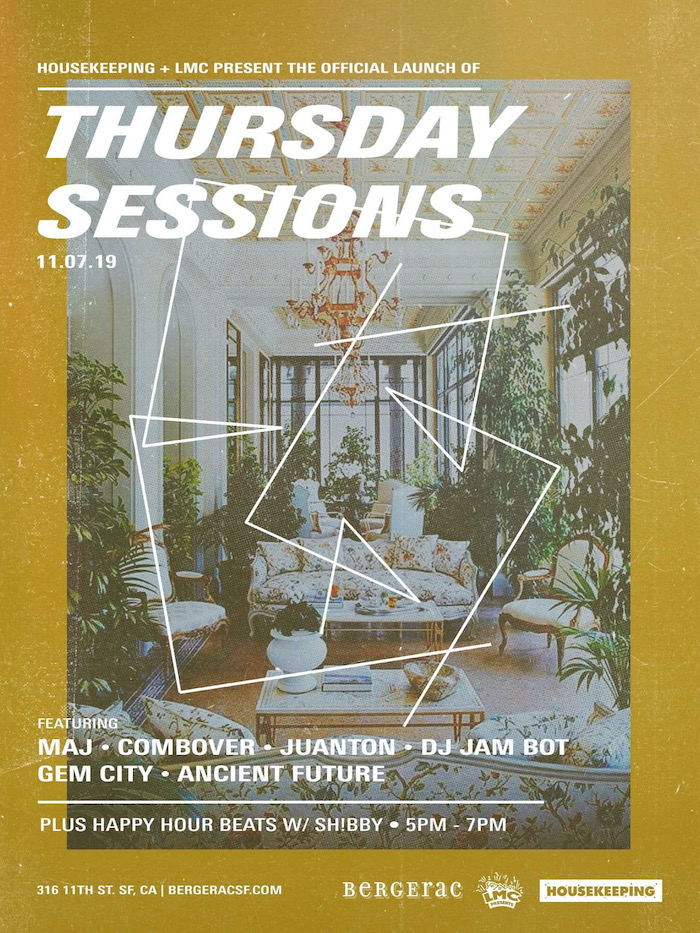 HOUSEKEEPING + LMC PRESENT THE OFFICIAL LAUNCH OF
THURSDAY
SESSIONS
11.07.19
FEATURING
MAJ • COMBOVER • JUANTON • DJ JAM BOT
GEM CITY • ANCIENT FUTURE
PLUS HAPPY HOUR BEATS W/ SH!BBY • 5PM - 7PM
316 11TH ST. SF, CA | BERGERACSF.COM
BERGERAC
LMC
PRESENTS
HOUSEKEEPING